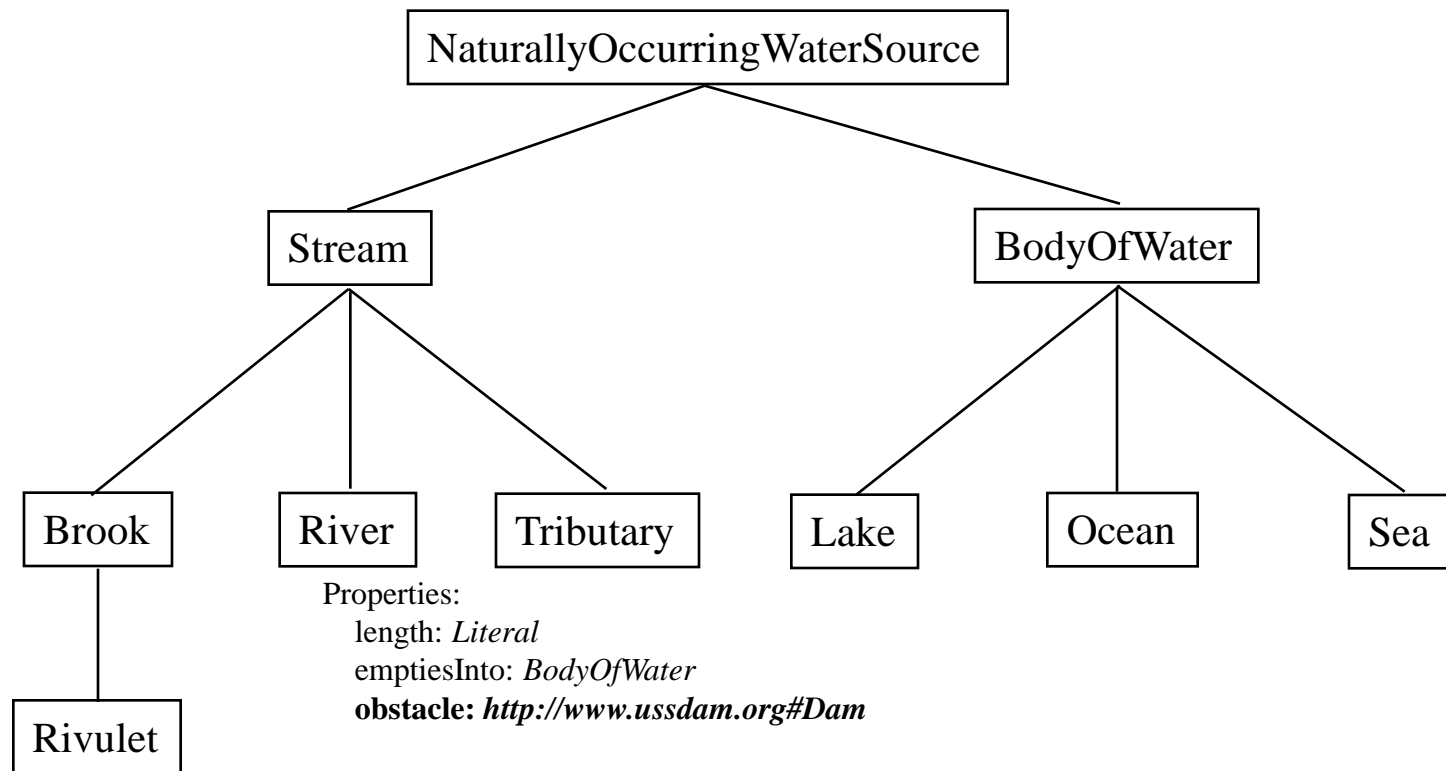 NaturallyOccurringWaterSource
Stream
BodyOfWater
Brook
River
Tributary
Lake
Ocean
Sea
Properties:
length: Literal
emptiesInto: BodyOfWater
obstacle: http://www.ussdam.org#Dam
Rivulet